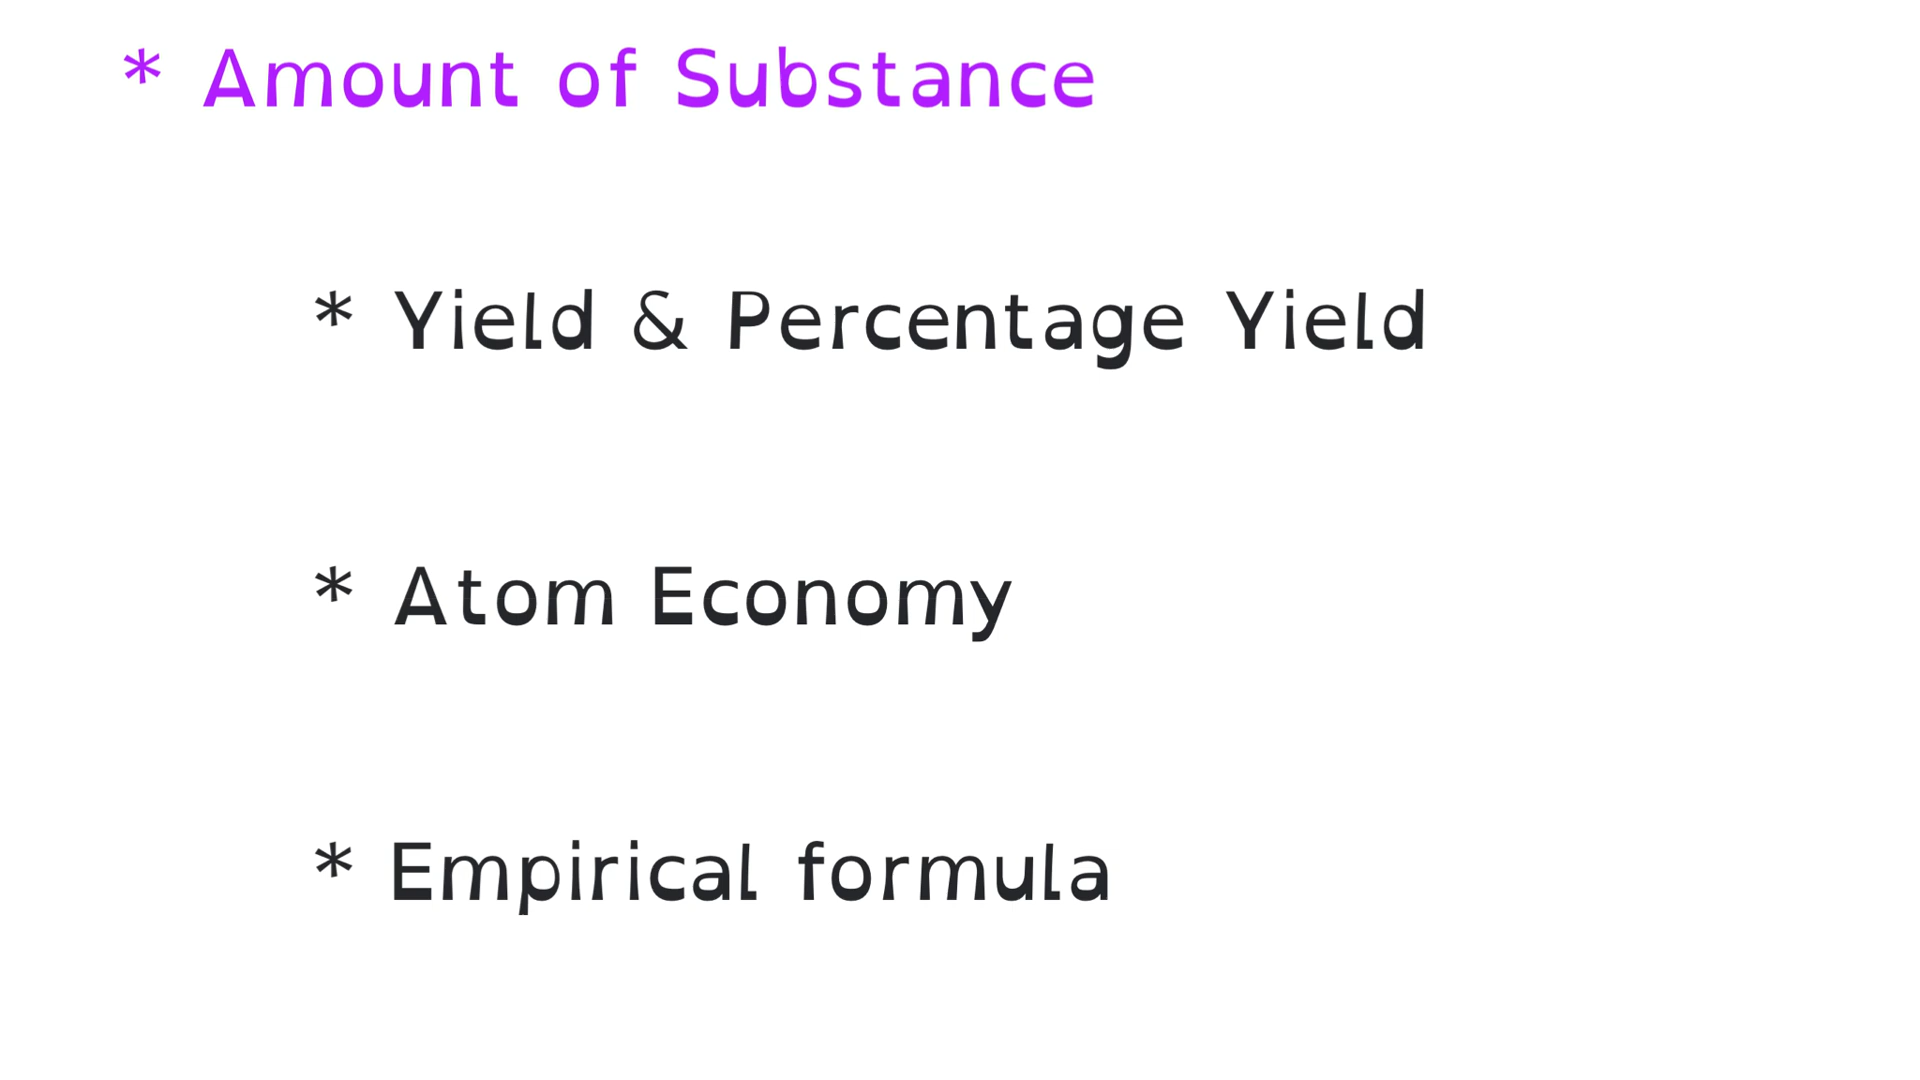 * Amount of Substance
* Yield & Percentage Yield
* Atom Economy
* Empirical formula